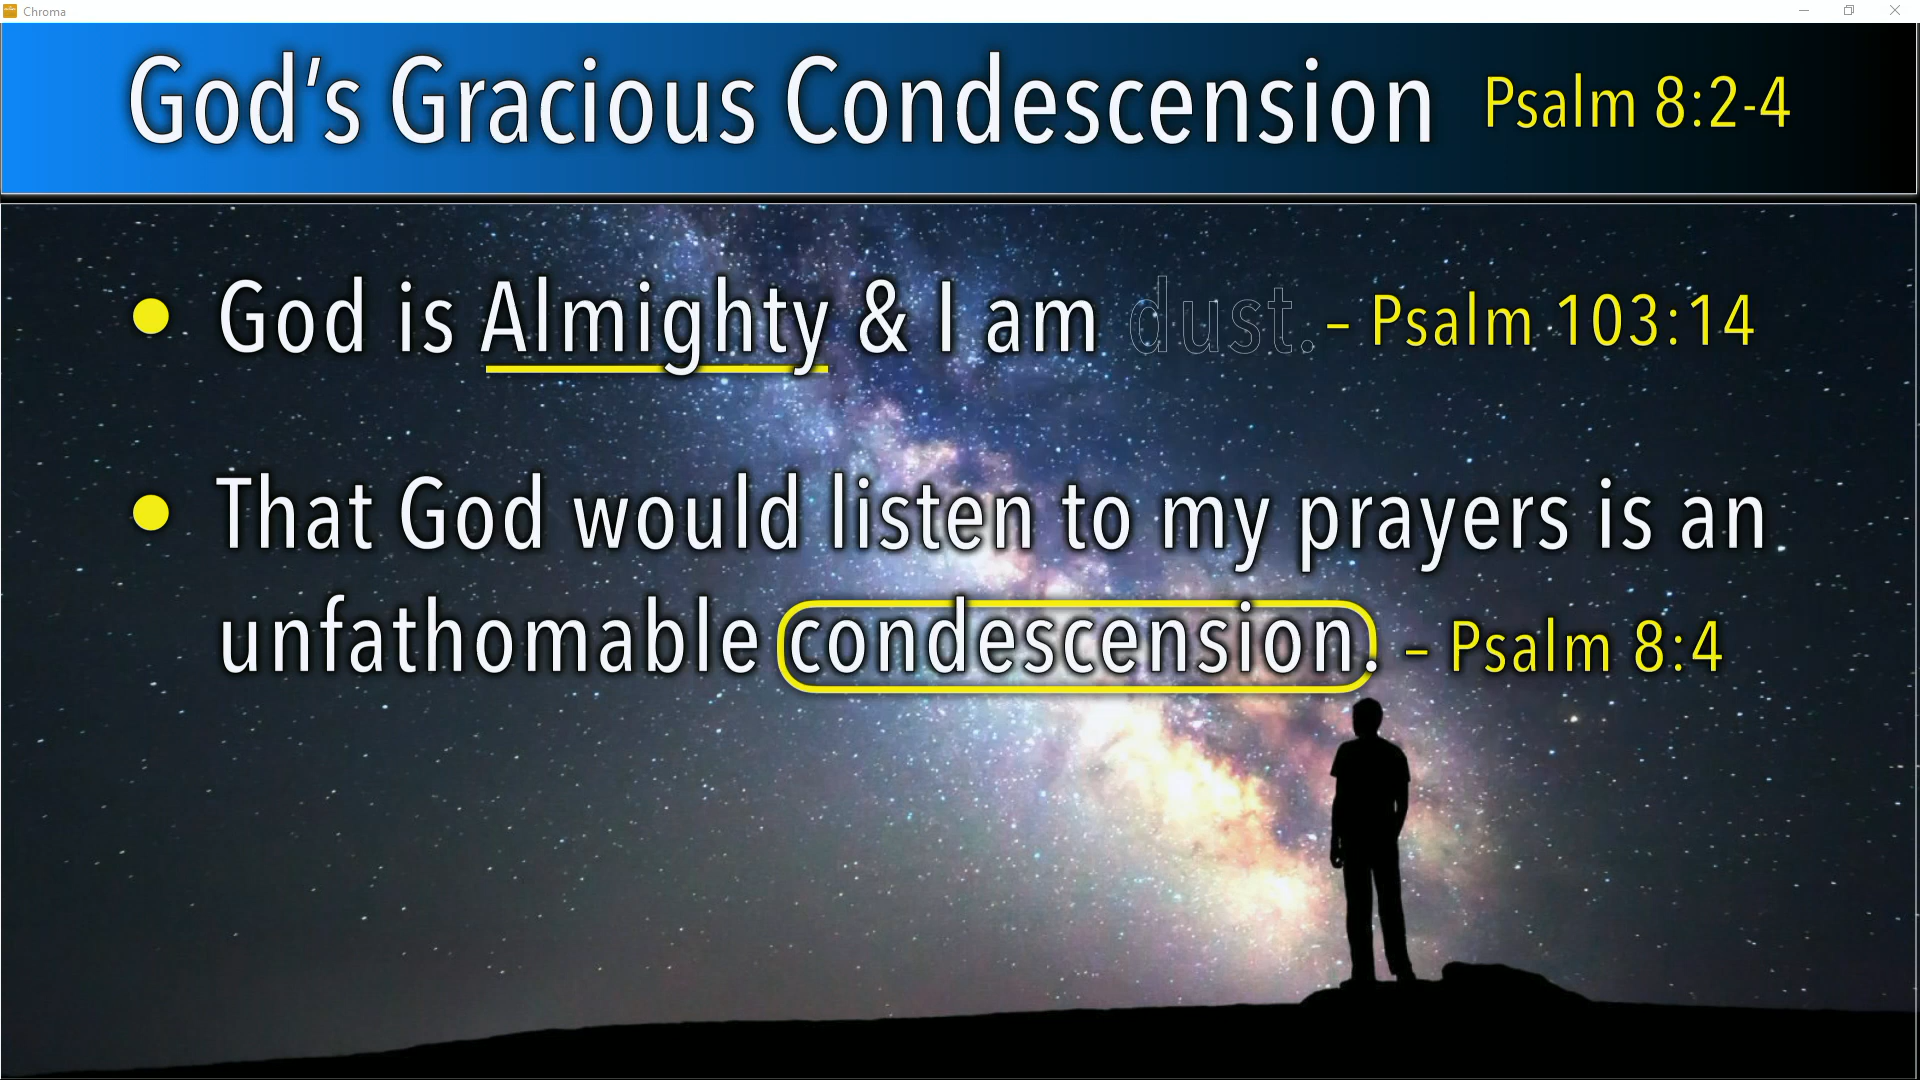 Chroma
God’s Gracious Condescension Psalm 8:2-4
God is Almighty & I am dust. – Psalm 103:14
That God would listen to my prayers is an
unfathomable condescension. – Psalm 8:4